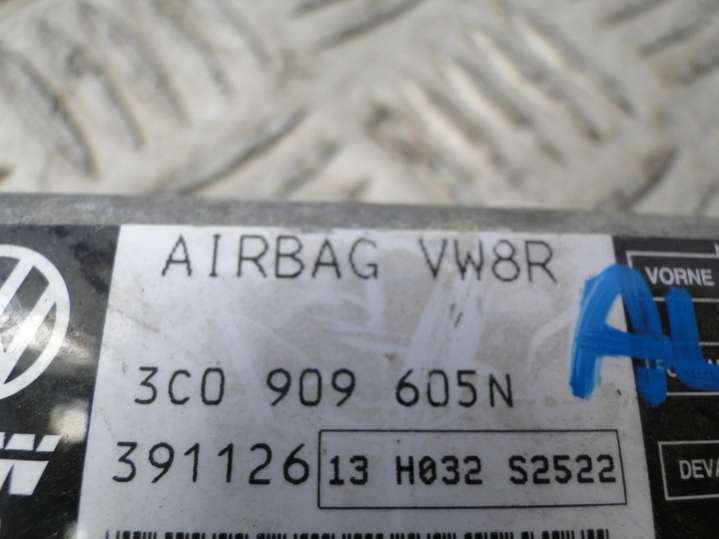 AIRBAG VW8R
VORNE
AL
3C0 909 605N
391126 13 H032 S2522
DEVA